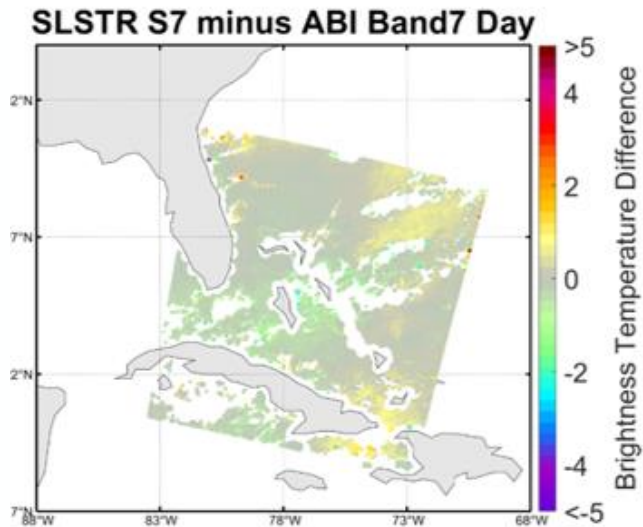 SLSTR S7 minus ABI Band7 Day
>5
4
2
0
-2
-4
<-5
Brightness Temperature Difference
2°N
7°N
2°N
7°N
88°W 83°W 78°W 73°W 68°W